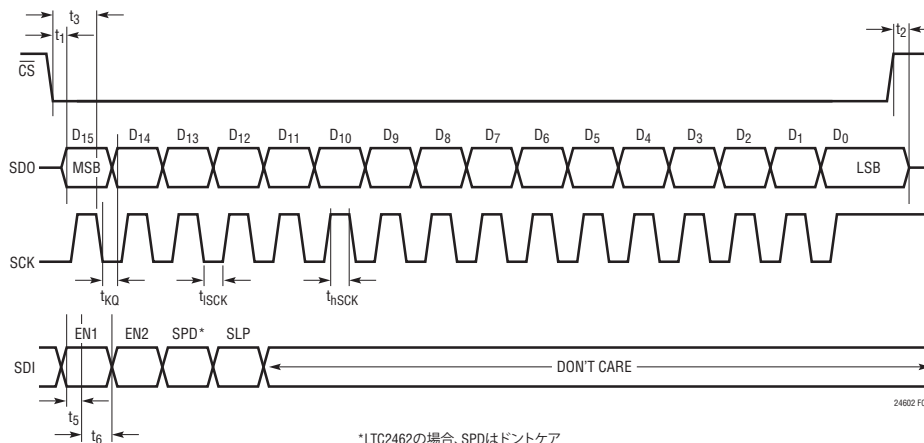 t3
t1
t2
CS
D15 D14 D13 D12 D11 D10 D9 D8 D7 D6 D5 D4 D3 D2 D1 D0
SDO MSB LSB
SCK
tKQ tlSCK thSCK
EN1 EN2 SPD* SLP
SDI DON'T CARE
24602
t5
t6
*LTC2462の場合、SPDはドントケア